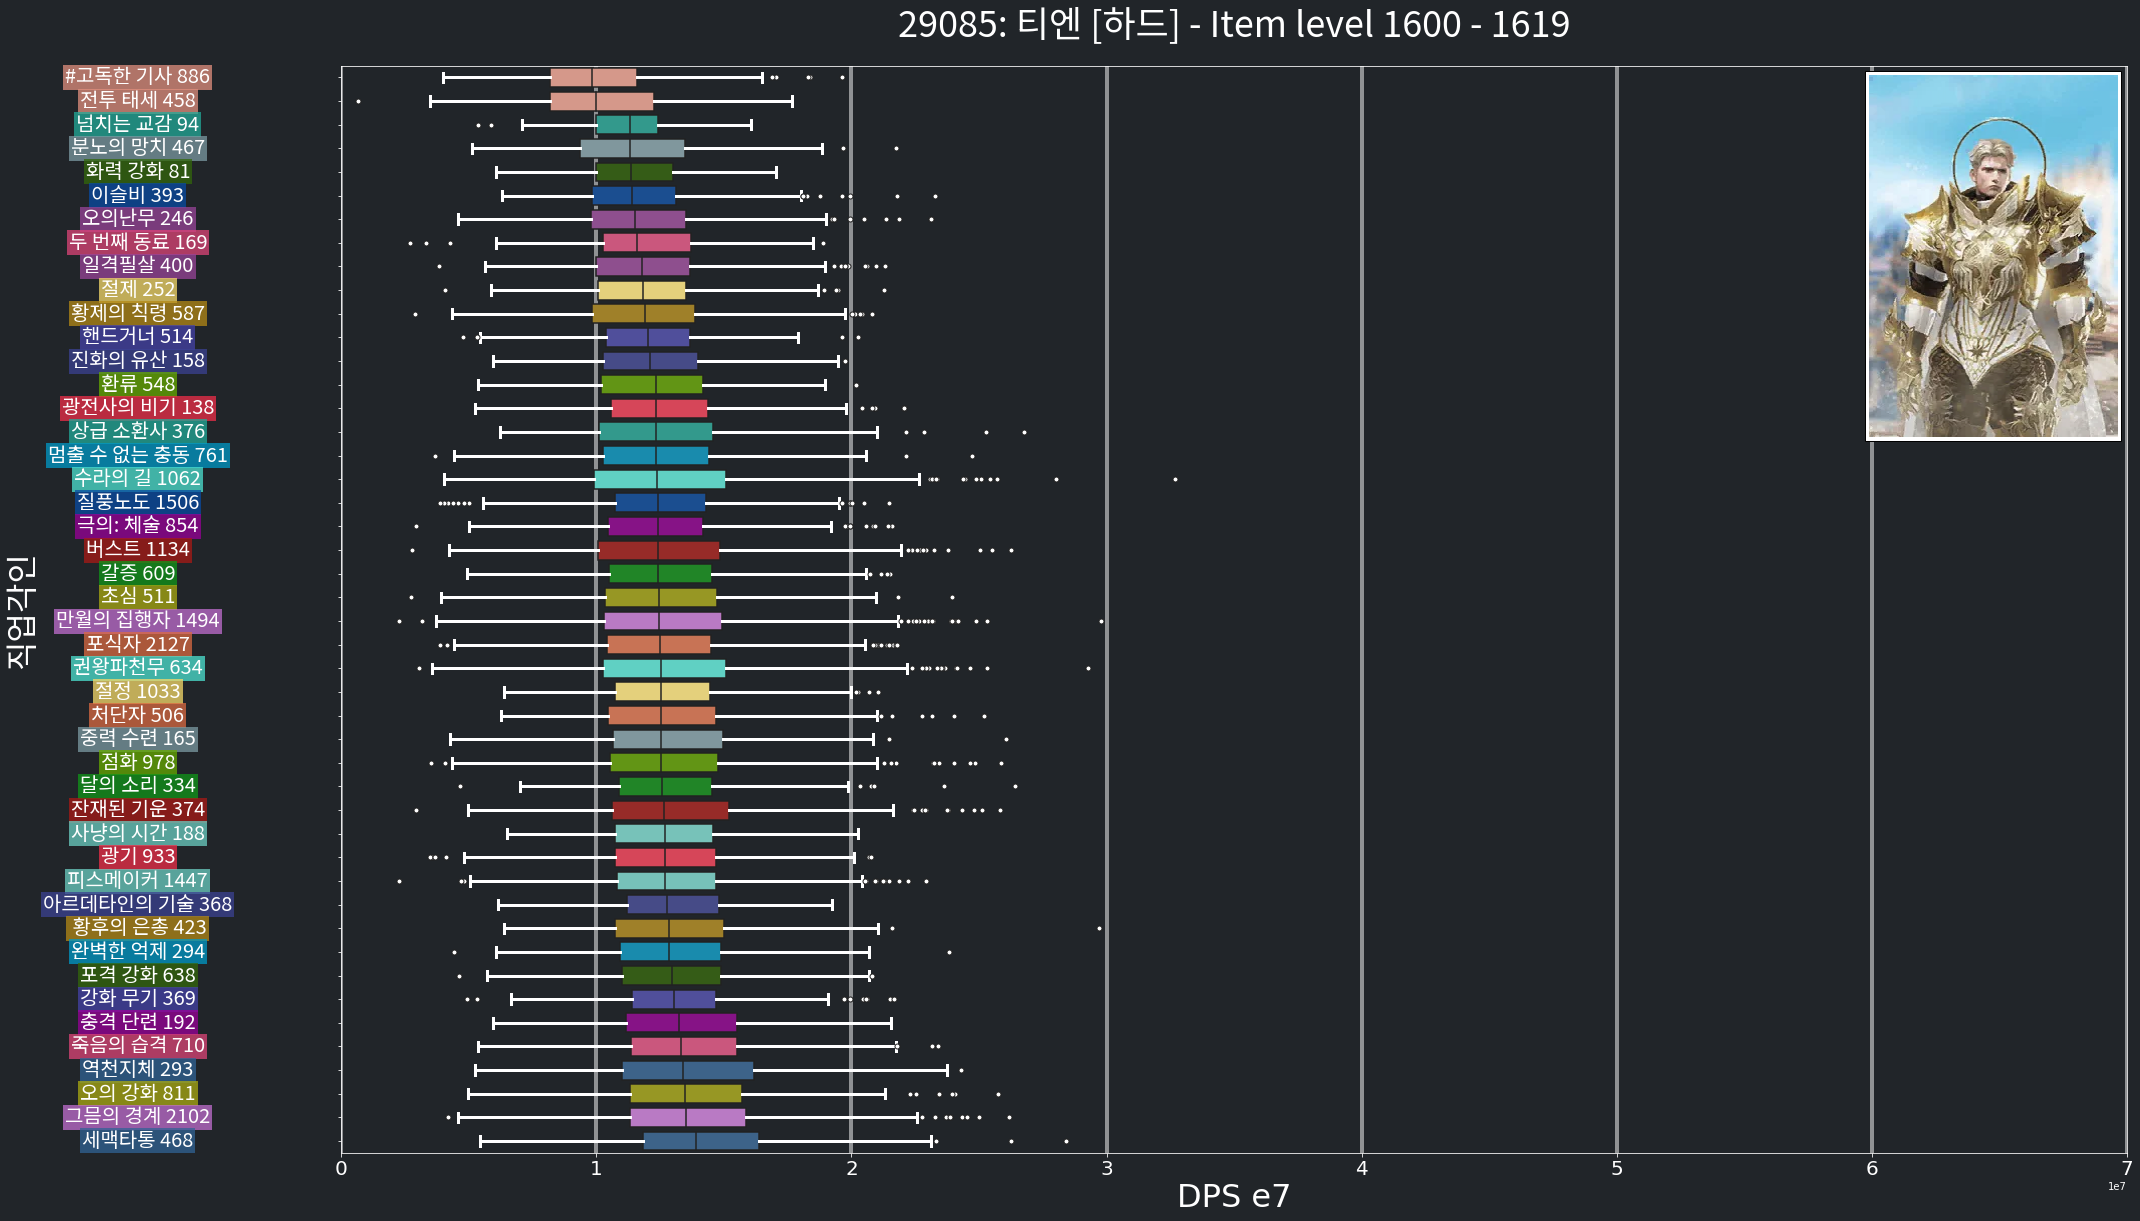 29085: 티엔 [하드] - Item level 1600 - 1619
#고독한 기사 886
전투 태세 458
넘치는 교감 94
분노의 망치 467
화력 강화 81
이슬비 393
오의난무 246
두 번째 동료 169
일격필살 400
절제 252
황제의 칙령 587
핸드거너 514
진화의 유산 158
환류 548
광전사의 비기 138
상급 소환사 376
멈출 수 없는 충동 761
수라의 길 1062
질풍노도 1506
극의: 체술 854
버스트 1134
갈증 609
초심 511
만월의 집행자 1494
포식자 2127
권왕파천무 634
절정 1033
처단자 506
중력 수련 165
점화 978
달의 소리 334
잔재된 기운 374
사냥의 시간 188
광기 933
피스메이커 1447
아르데타인의 기술 368
황후의 은총 423
완벽한 억제 294
포격 강화 638
강화 무기 369
충격 단련 192
죽음의 습격 710
역천지체 293
오의 강화 811
그믐의 경계 2102
세맥타통 468
직업각인
0 1 2 3 4 5 6 7
1e7
DPS e7